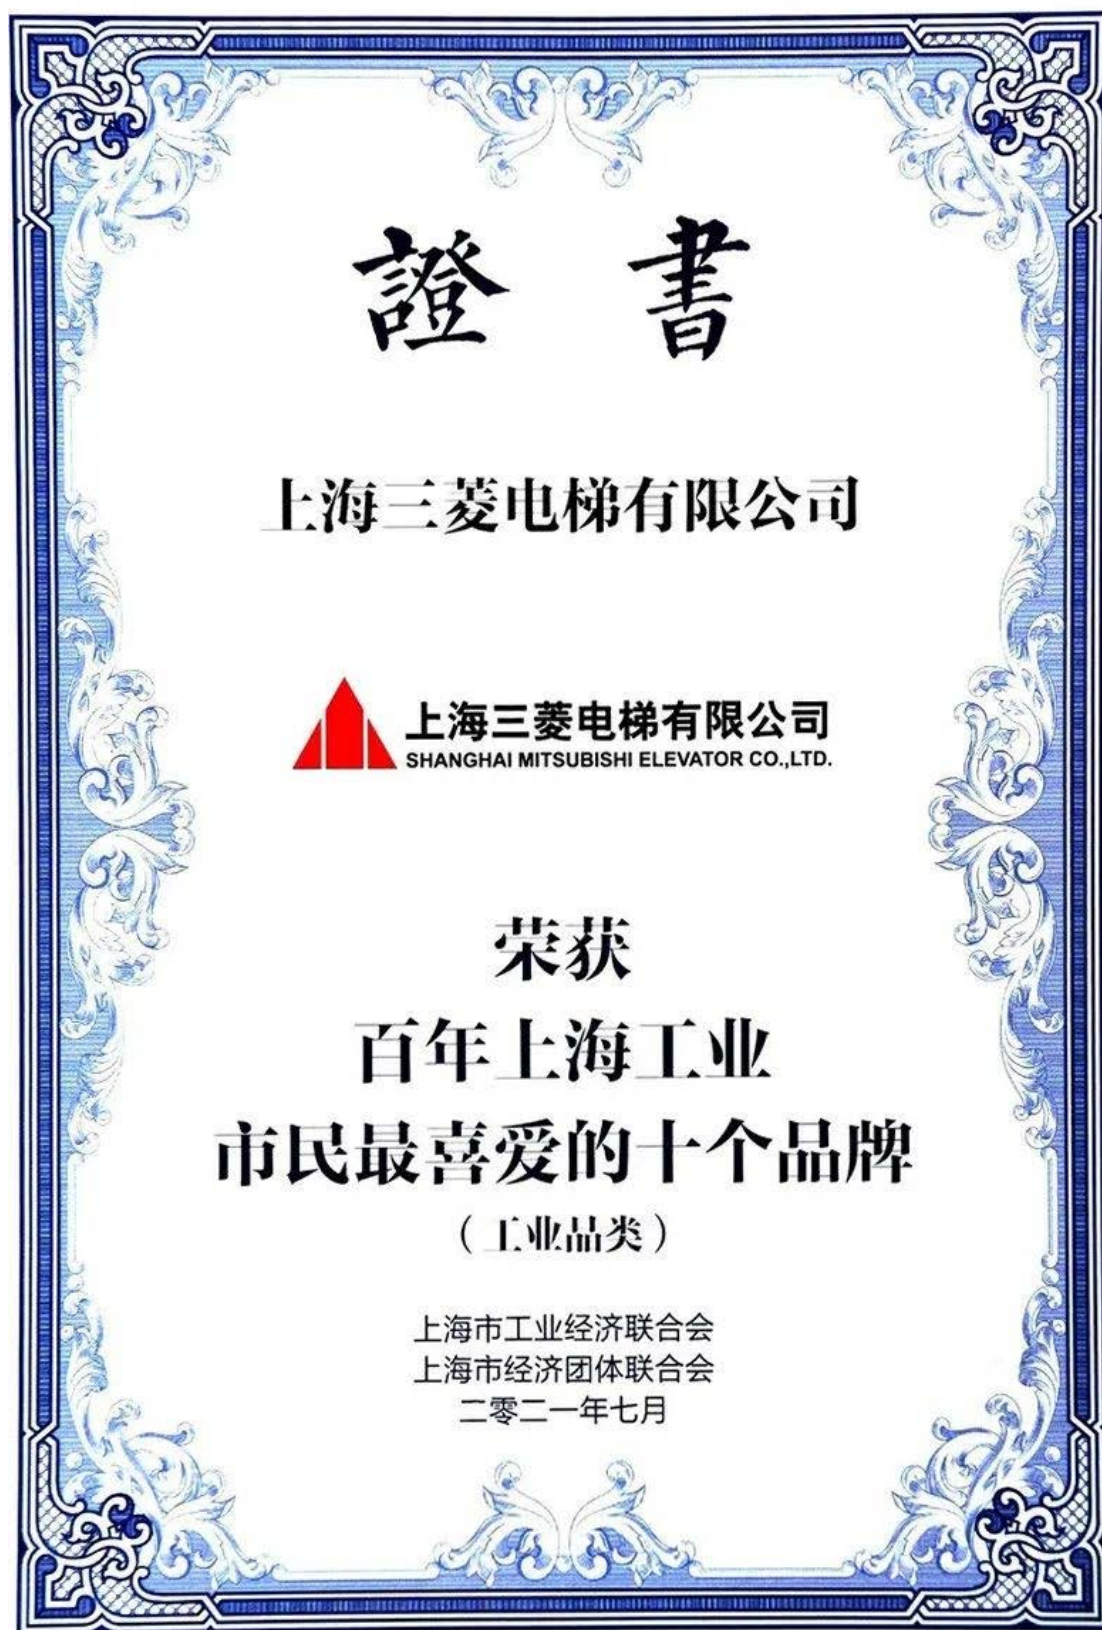 證 書
上海三菱电梯有限公司
上海三菱电梯有限公司
SHANGHAI MITSUBISHI ELEVATOR CO.,LTD.
荣获
百年上海工业
市民最喜爱的十个品牌
（工业品类）
上海市工业经济联合会
上海市经济团体联合会
二零二一年七月